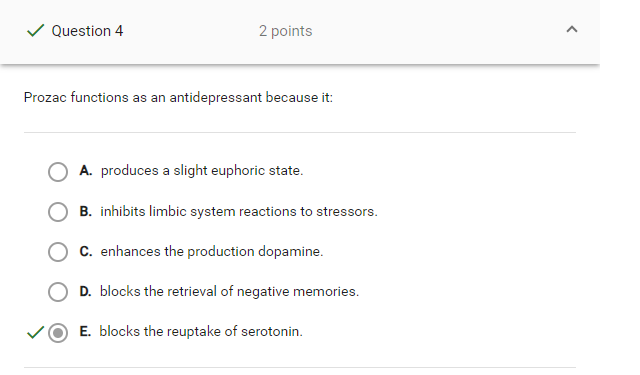 Question 4 2 points
Prozac functions as an antidepressant because it:
A. produces a slight euphoric state.
B. inhibits limbic system reactions to stressors.
C. enhances the production dopamine.
D. blocks the retrieval of negative memories.
E. blocks the reuptake of serotonin.